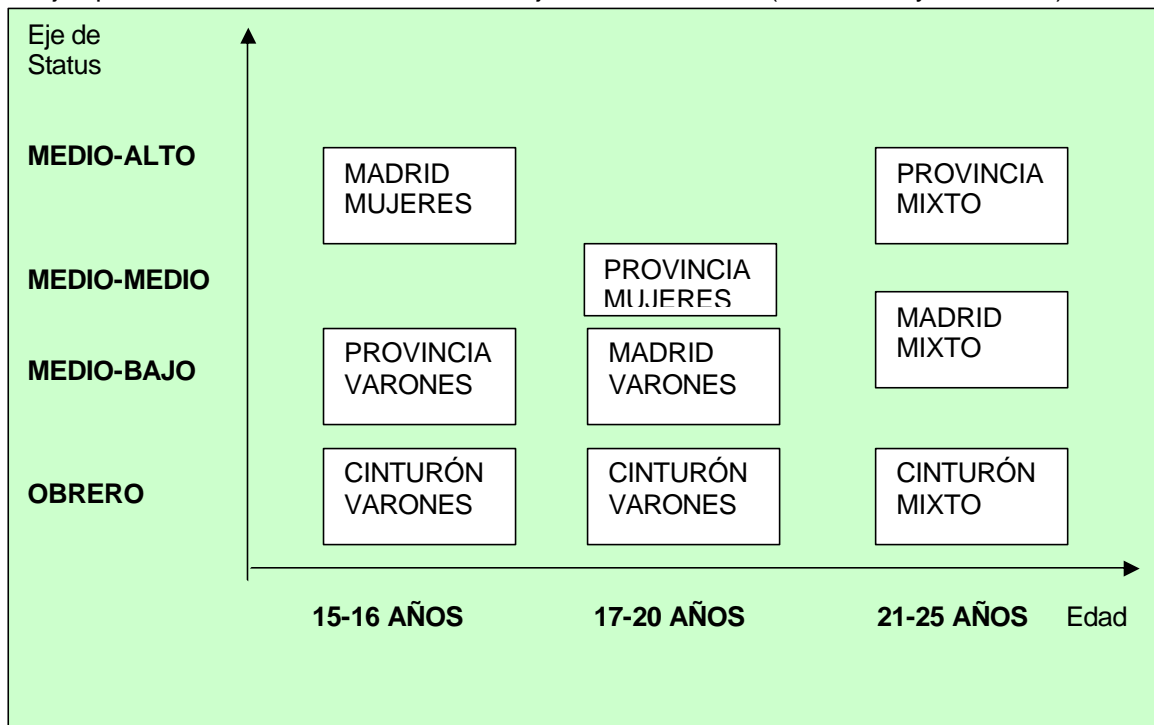 Eje de
Status
MEDIO-ALTO
MADRID
MUJERES
PROVINCIA
MIXTO
MEDIO-MEDIO
PROVINCIA
MUJERES
MADRID
MIXTO
MEDIO-BAJO
PROVINCIA
VARONES
MADRID
VARONES
OBRERO
CINTURÓN
VARONES
CINTURÓN
VARONES
CINTURÓN
MIXTO
15-16 AÑOS 17-20 AÑOS 21-25 AÑOS Edad